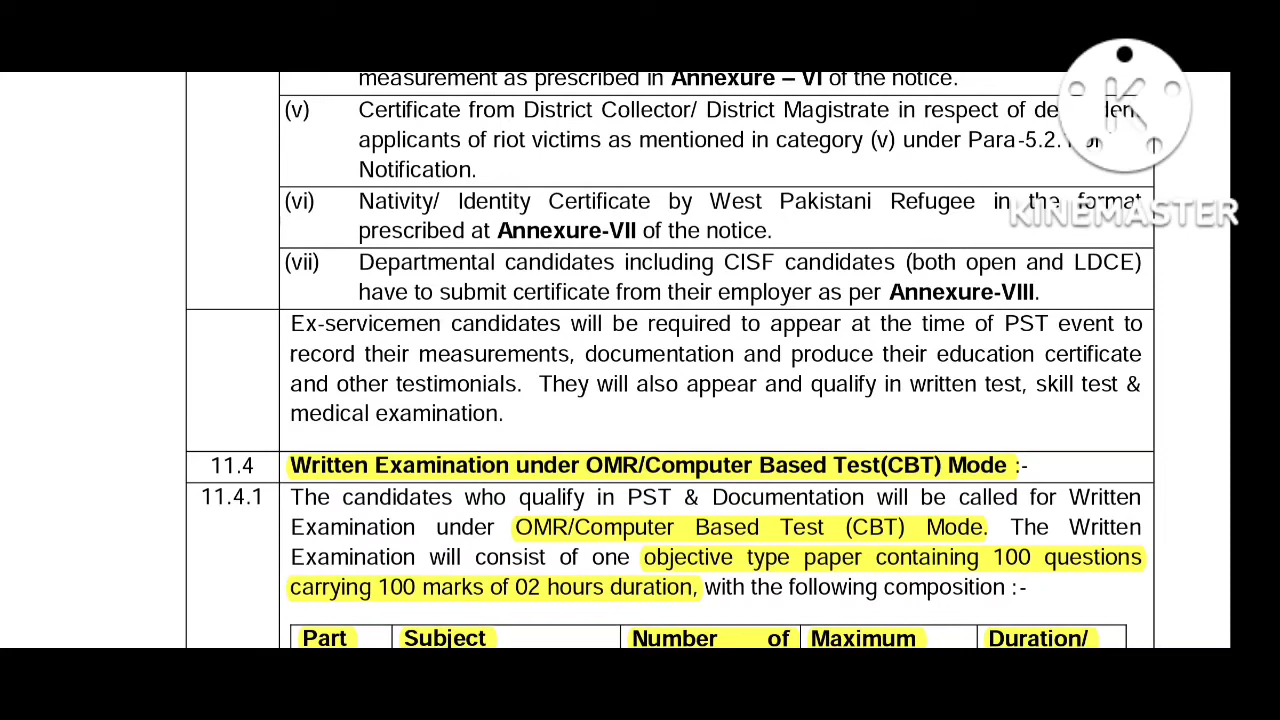 measurement as prescribed in Annexure – VI of the notice.
(v) Certificate from District Collector/ District Magistrate in respect of
applicants of riot victims as mentioned in category (v) under Para-5.2.
Notification.
(vi) Nativity/ Identity Certificate by West Pakistani Refugee in the format
prescribed at Annexure-VII of the notice.
(vii) Departmental candidates including CISF candidates (both open and LDCE)
have to submit certificate from their employer as per Annexure-VIII.
Ex-servicemen candidates will be required to appear at the time of PST event to
record their measurements, documentation and produce their education certificate
and other testimonials. They will also appear and qualify in written test, skill test &
medical examination.
11.4 Written Examination under OMR/Computer Based Test(CBT) Mode :-
11.4.1 The candidates who qualify in PST & Documentation will be called for Written
Examination under OMR/Computer Based Test (CBT) Mode. The Written
Examination will consist of one objective type paper containing 100 questions
carrying 100 marks of 02 hours duration, with the following composition :-
Part Subject Number of Maximum Duration/
K
KINEMASTER